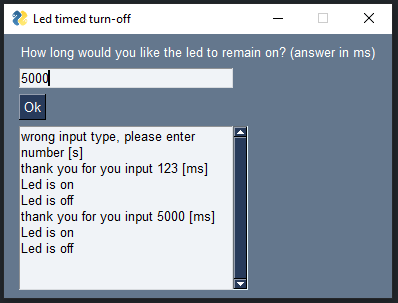 Led timed turn-off
How long would you like the led to remain on? (answer in ms)
5000
Ok
wrong input type, please enter
number [s]
thank you for you input 123 [ms]
Led is on
Led is off
thank you for you input 5000 [ms]
Led is on
Led is off